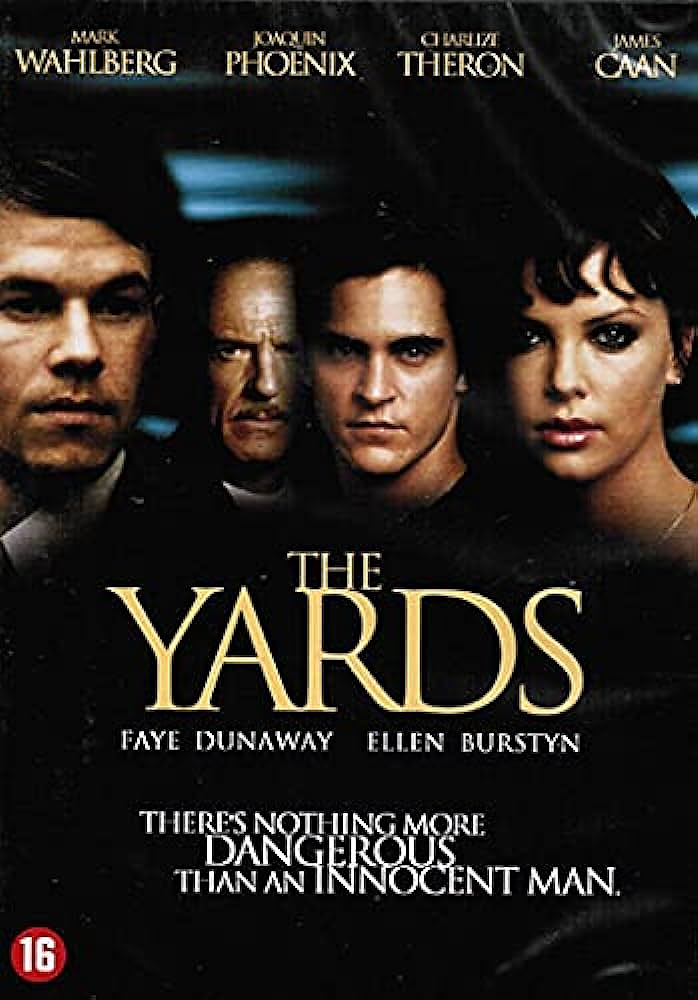 MARK JOAQUIN CHARLIZE JAMES
WAHLBERG PHOENIX THERON CAAN
THE
YARDS
FAYE DUNAWAY ELLEN BURSTYN
THERE'S NOTHING MORE
DANGEROUS
THAN AN INNOCENT MAN.
16